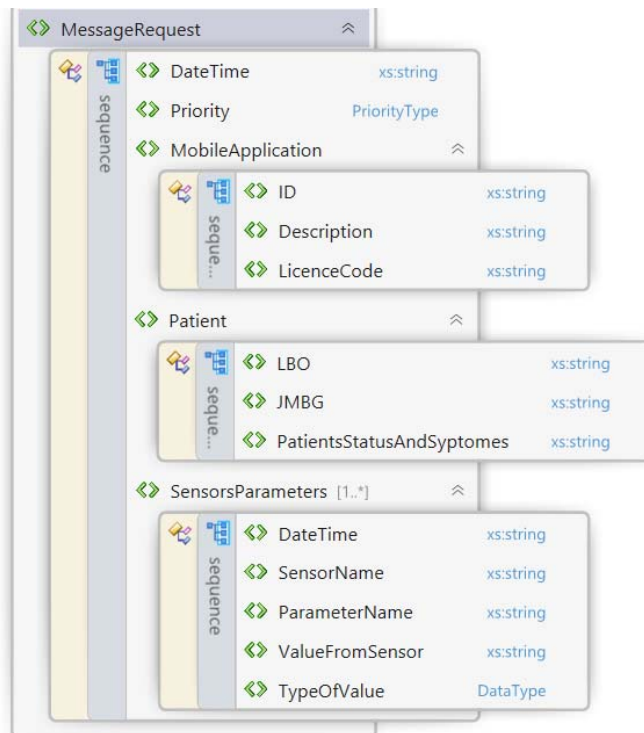 MessageRequest
sequence
DateTime xs:string
Priority PriorityType
MobileApplication
seque...
ID xs:string
Description xs:string
LicenceCode xs:string
Patient
seque...
LBO xs:string
JMBG xs:string
PatientsStatusAndSyptomes xs:string
SensorsParameters [1..*]
sequence
DateTime xs:string
SensorName xs:string
ParameterName xs:string
ValueFromSensor xs:string
TypeOfValue DataType